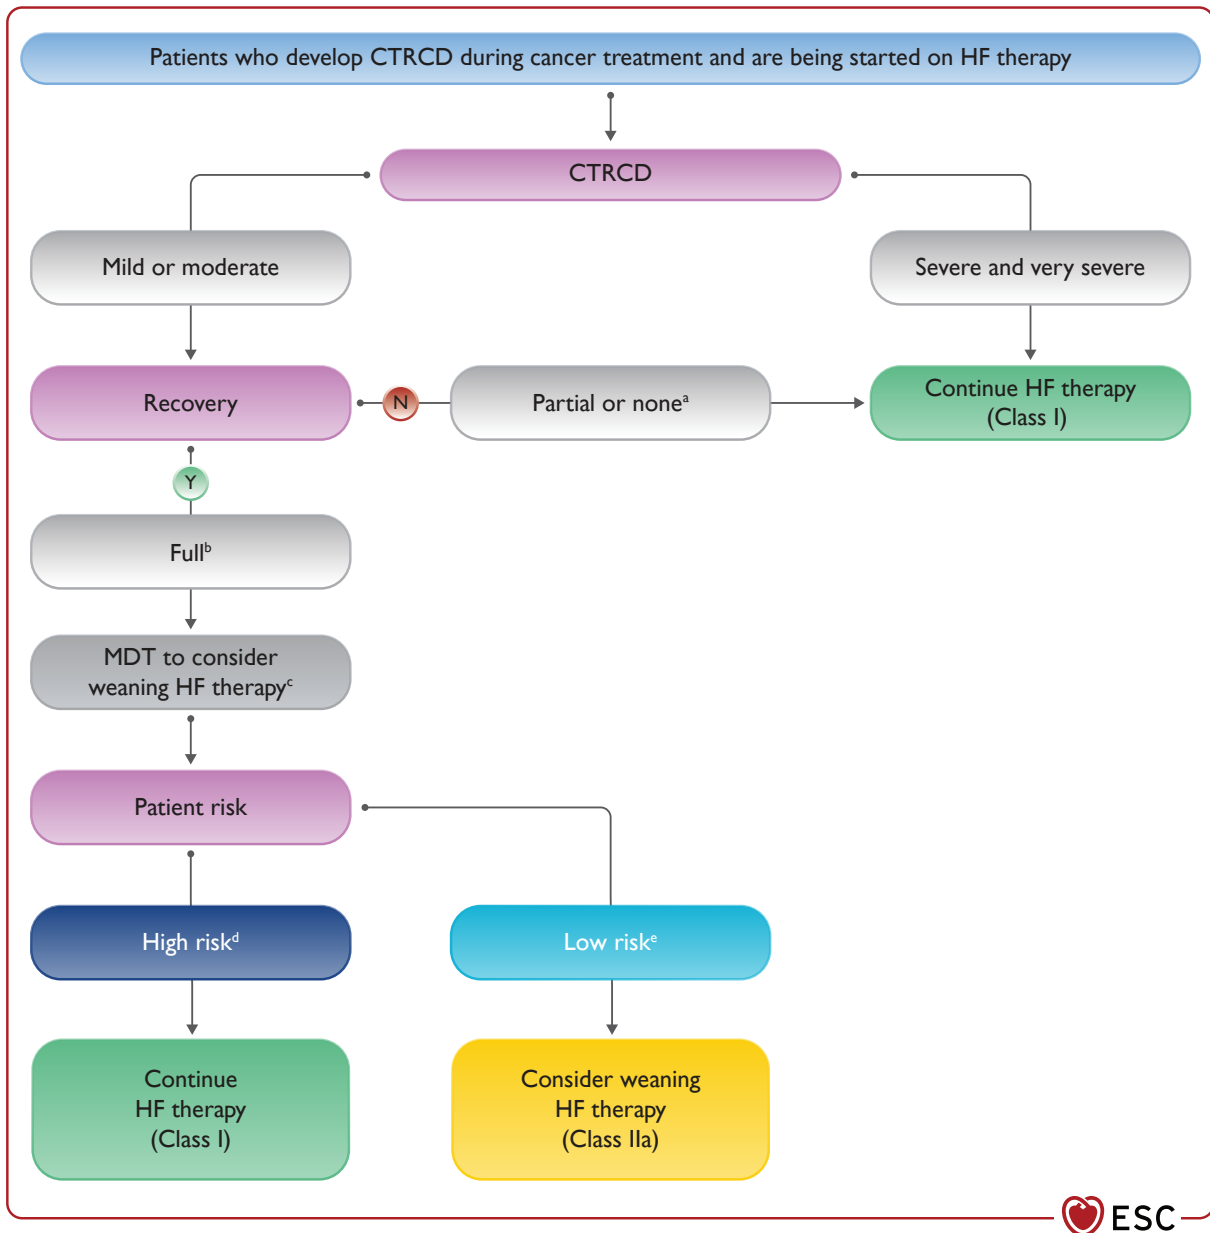 Patients who develop CTRCD during cancer treatment and are being started on HF therapy
CTRCD
Mild or moderate
Severe and very severe
Recovery
N
Partial or noneᵃ
Continue HF therapy
(Class I)
Y
Fullᵇ
MDT to consider
weaning HF therapyᶜ
Patient risk
High riskᵈ
Low riskᵉ
Continue
HF therapy
(Class I)
Consider weaning
HF therapy
(Class IIa)
ESC